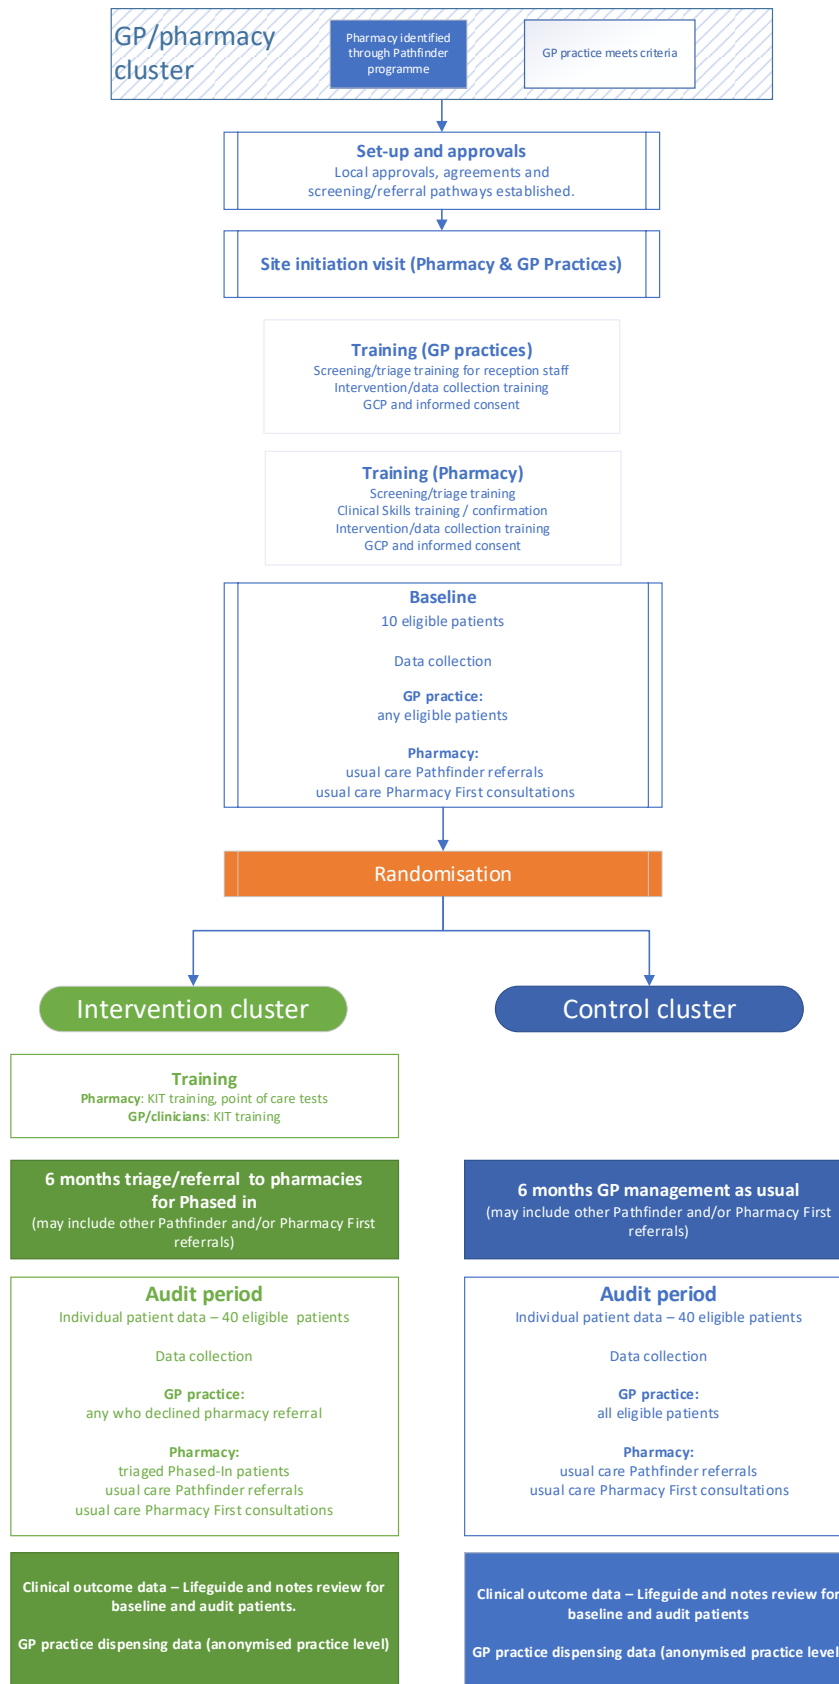 GP/pharmacy
cluster
Pharmacy identified
through Pathfinder
programme
GP practice meets criteria
Set-up and approvals
Local approvals, agreements and
screening/referral pathways established.
Site initiation visit (Pharmacy & GP Practices)
Training (GP practices)
Screening/triage training for reception staff
Intervention/data collection training
GCP and informed consent
Training (Pharmacy)
Screening/triage training
Clinical Skills training / confirmation
Intervention/data collection training
GCP and informed consent
Baseline
10 eligible patients
Data collection
GP practice:
any eligible patients
Pharmacy:
usual care Pathfinder referrals
usual care Pharmacy First consultations
Randomisation
Intervention cluster
Training
Pharmacy: KIT training, point of care tests
GP/clinicians: KIT training
6 months triage/referral to pharmacies
for Phased in
(may include other Pathfinder and/or Pharmacy First
referrals)
Audit period
Individual patient data – 40 eligible patients
Data collection
GP practice:
any who declined pharmacy referral
Pharmacy:
triaged Phased-In patients
usual care Pathfinder referrals
usual care Pharmacy First consultations
Clinical outcome data – Lifeguide and notes review for
baseline and audit patients.
GP practice dispensing data (anonymised practice level)
Control cluster
6 months GP management as usual
(may include other Pathfinder and/or Pharmacy First
referrals)
Audit period
Individual patient data – 40 eligible patients
Data collection
GP practice:
all eligible patients
Pharmacy:
usual care Pathfinder referrals
usual care Pharmacy First consultations
Clinical outcome data – Lifeguide and notes review for
baseline and audit patients
GP practice dispensing data (anonymised practice level